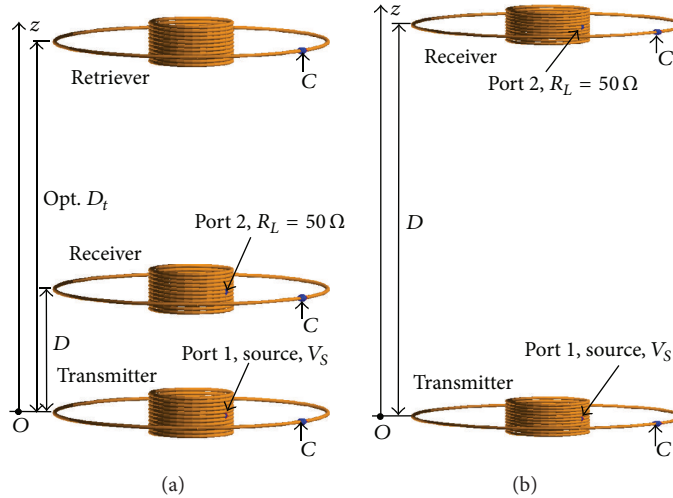 z
Retriever
C
Opt. D_t
Port 2, R_L = 50 Ω
Receiver
C
D
Port 1, source, V_S
Transmitter
O
C
(a)
z
Receiver
C
Port 2, R_L = 50 Ω
D
Port 1, source, V_S
Transmitter
O
C
(b)